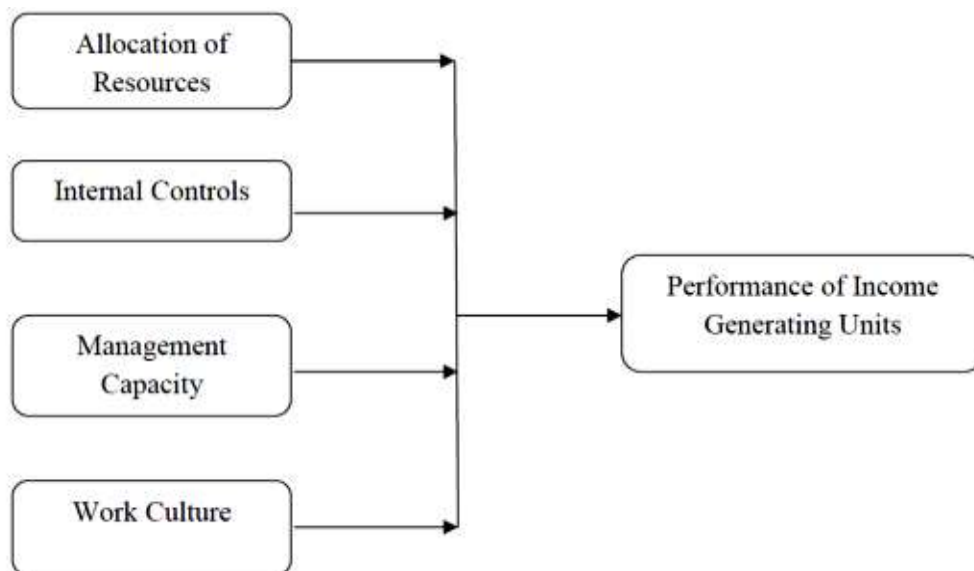 Allocation of
Resources
Internal Controls
Management
Capacity
Work Culture
Performance of Income
Generating Units